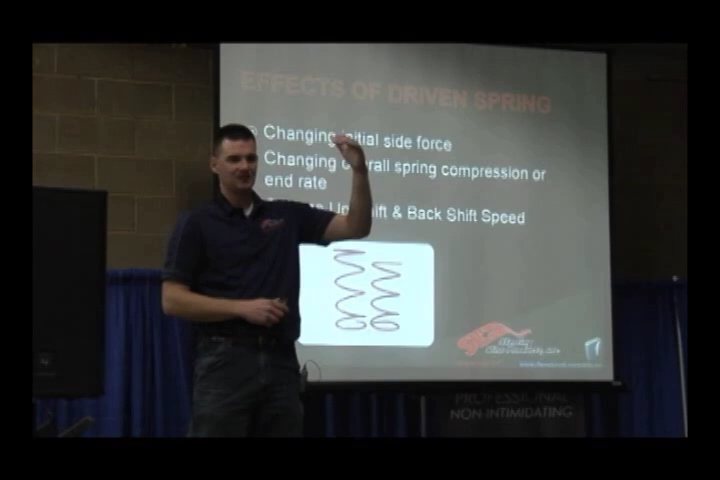 EFFECTS OF DRIVEN SPRING
Changing initial side force
Changing overall spring compression or
end rate
Up Shift & Back Shift Speed
PROFESSIONAL
NON-INTIMIDATING